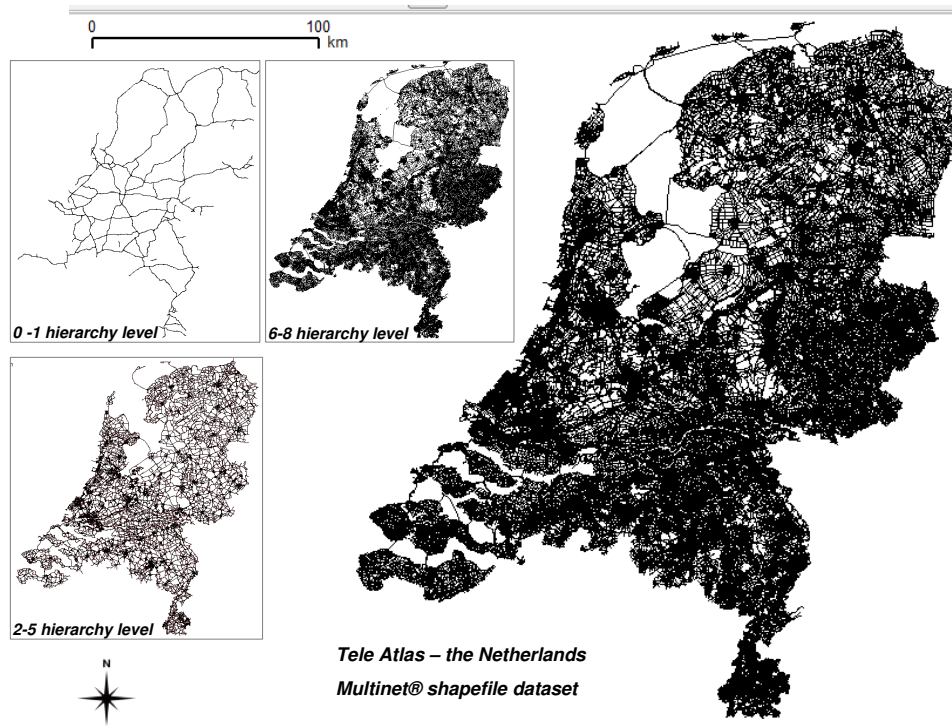 0 100
km
0 -1 hierarchy level
6-8 hierarchy level
2-5 hierarchy level
N
Tele Atlas – the Netherlands
Multinet® shapefile dataset